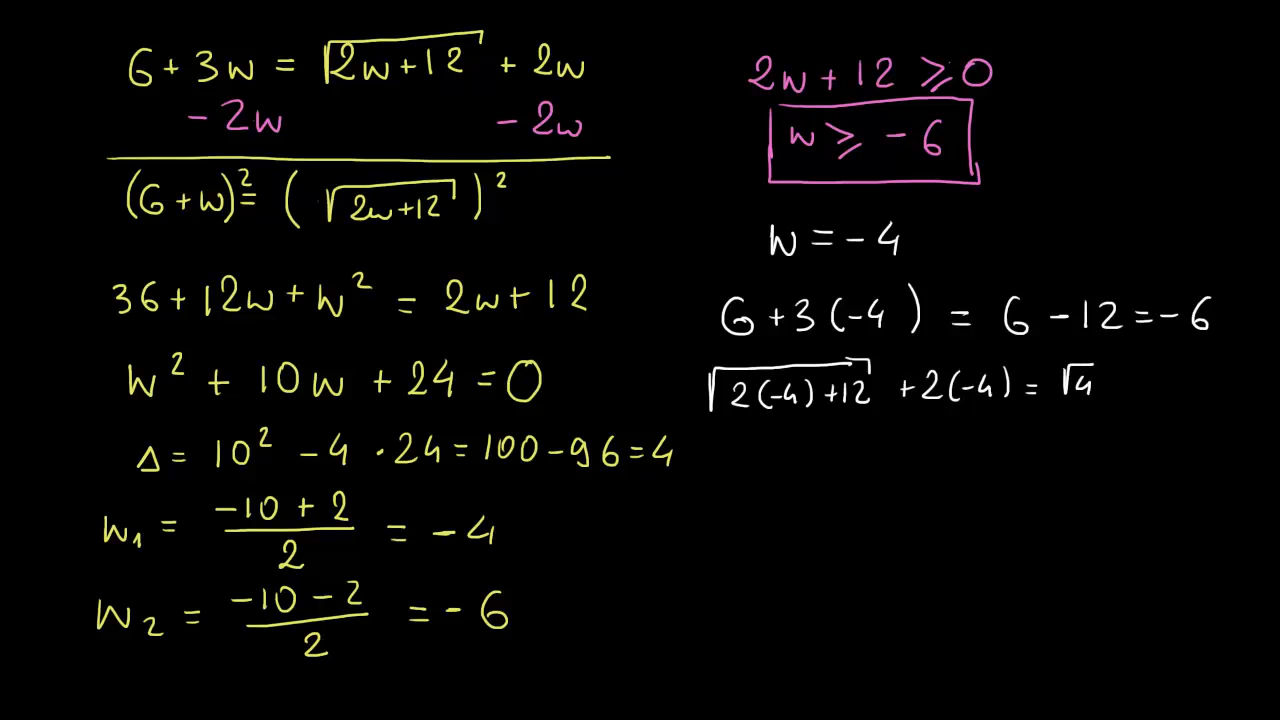 6 + 3w = √(2w+12) + 2w
- 2w - 2w
(6 + w)² = (√(2w+12))²
36 + 12w + w² = 2w + 12
w² + 10w + 24 = 0
Δ = 10² - 4 · 24 = 100 - 96 = 4
w₁ = (-10 + 2)/2 = -4
w₂ = (-10 - 2)/2 = -6
2w + 12 ⩾ 0
w ⩾ -6
w = -4
6 + 3(-4) = 6 - 12 = -6
√(2(-4)+12) + 2(-4) = √4